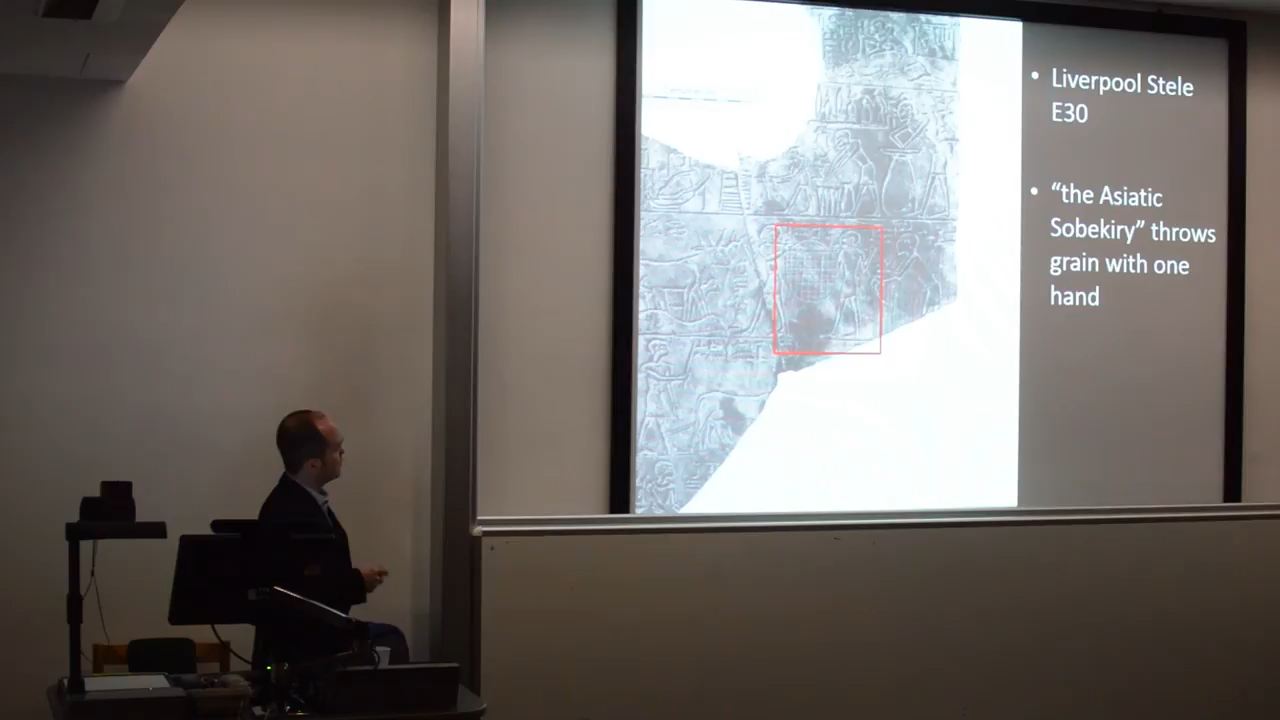 • Liverpool Stele
E30
• “the Asiatic
Sobekiry” throws
grain with one
hand